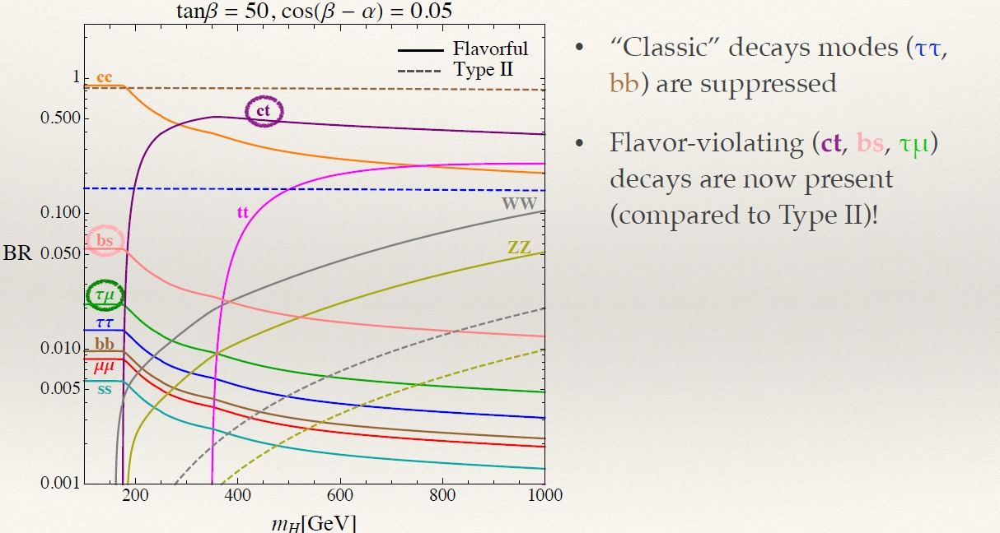 tanβ = 50, cos(β − α) = 0.05
Flavorful
Type II
cc
ct
tt
WW
ZZ
bs
τμ
ττ
bb
μμ
ss
BR
1
0.500
0.100
0.050
0.010
0.005
0.001
200 400 600 800 1000
m_H[GeV]
• “Classic” decays modes (ττ,
bb) are suppressed
• Flavor-violating (ct, bs, τμ)
decays are now present
(compared to Type II)!